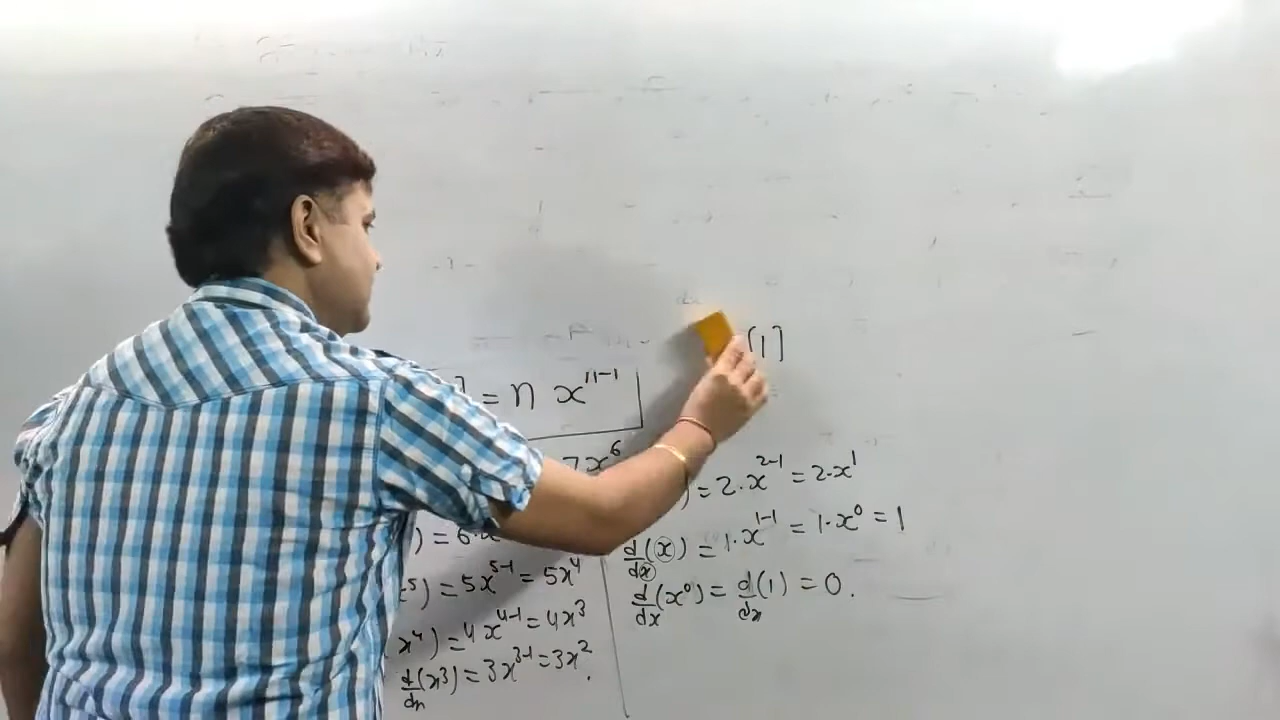 [1]
] = n x^{n-1}
7x^6
) = 6·x
x^5) = 5x^{5-1} = 5x^4
x^4) = 4x^{4-1} = 4x^3
d/dx (x^3) = 3x^{3-1} = 3x^2.
) = 2·x^{2-1} = 2·x^1
d/dx (x) = 1·x^{1-1} = 1·x^0 = 1
d/dx (x^0) = d/dx (1) = 0.